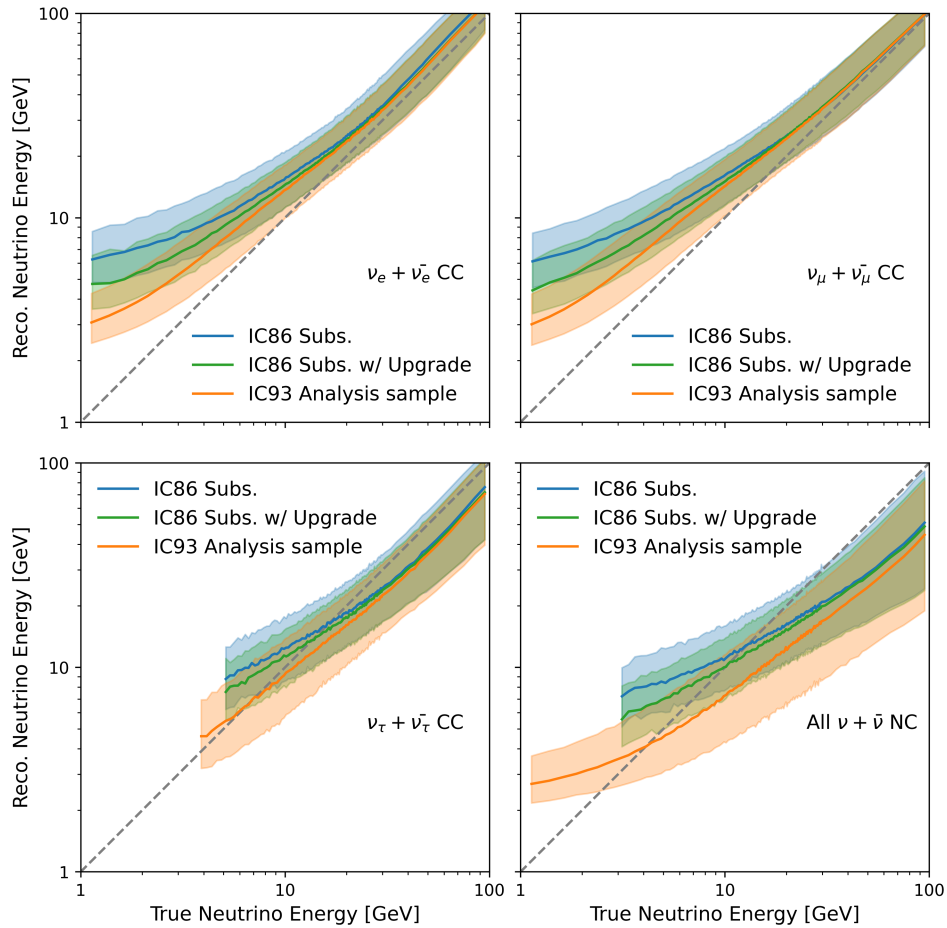 100
10
1
Reco. Neutrino Energy [GeV]
νe + ν̄e CC
IC86 Subs.
IC86 Subs. w/ Upgrade
IC93 Analysis sample
νμ + ν̄μ CC
IC86 Subs.
IC86 Subs. w/ Upgrade
IC93 Analysis sample
100
10
1
Reco. Neutrino Energy [GeV]
IC86 Subs.
IC86 Subs. w/ Upgrade
IC93 Analysis sample
ντ + ν̄τ CC
1 10 100
True Neutrino Energy [GeV]
IC86 Subs.
IC86 Subs. w/ Upgrade
IC93 Analysis sample
All ν + ν̄ NC
1 10 100
True Neutrino Energy [GeV]